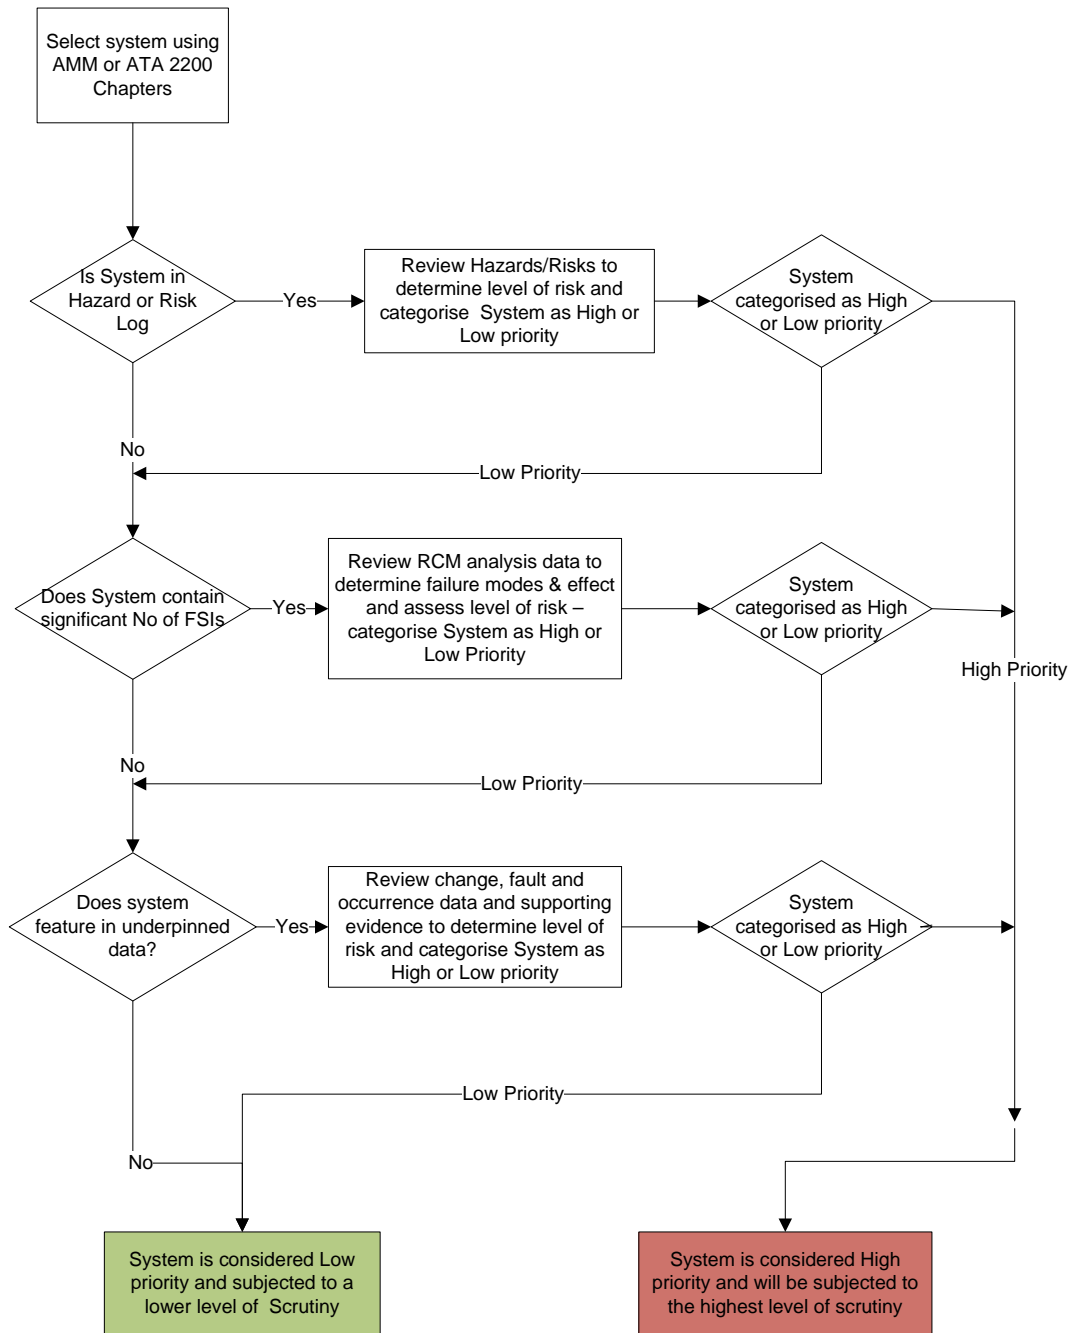 Select system using
AMM or ATA 2200
Chapters
Is System in
Hazard or Risk
Log
Yes
Review Hazards/Risks to
determine level of risk and
categorise System as High or
Low priority
System
categorised as High
or Low priority
No
Low Priority
Does System contain
significant No of FSIs
Yes
Review RCM analysis data to
determine failure modes & effect
and assess level of risk –
categorise System as High or
Low Priority
System
categorised as High
or Low priority
High Priority
No
Low Priority
Does system
feature in underpinned
data?
Yes
Review change, fault and
occurrence data and supporting
evidence to determine level of
risk and categorise System as
High or Low priority
System
categorised as High
or Low priority
Low Priority
No
System is considered Low
priority and subjected to a
lower level of Scrutiny
System is considered High
priority and will be subjected to
the highest level of scrutiny